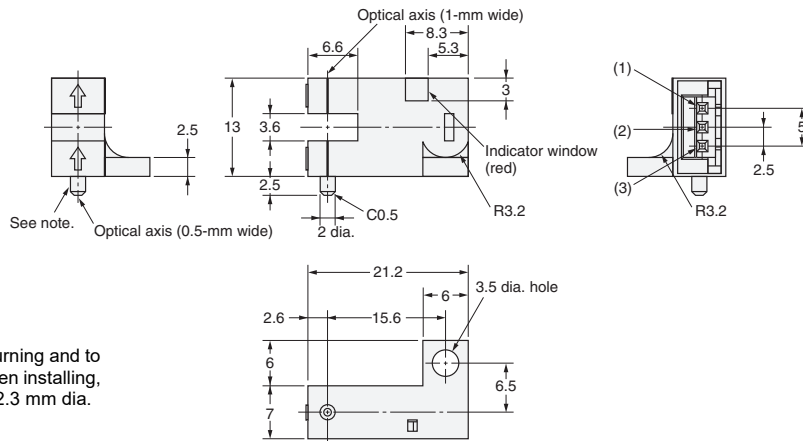 Optical axis (1-mm wide)
8.3
6.6
5.3
(1)
3
2.5
13
3.6
(2)
5
Indicator window
(red)
2.5
2.5
(3)
See note.
C0.5
R3.2
R3.2
Optical axis (0.5-mm wide)
2 dia.
21.2
3.5 dia. hole
6
2.6
15.6
urning and to
en installing,
2.3 mm dia.
6
6.5
7